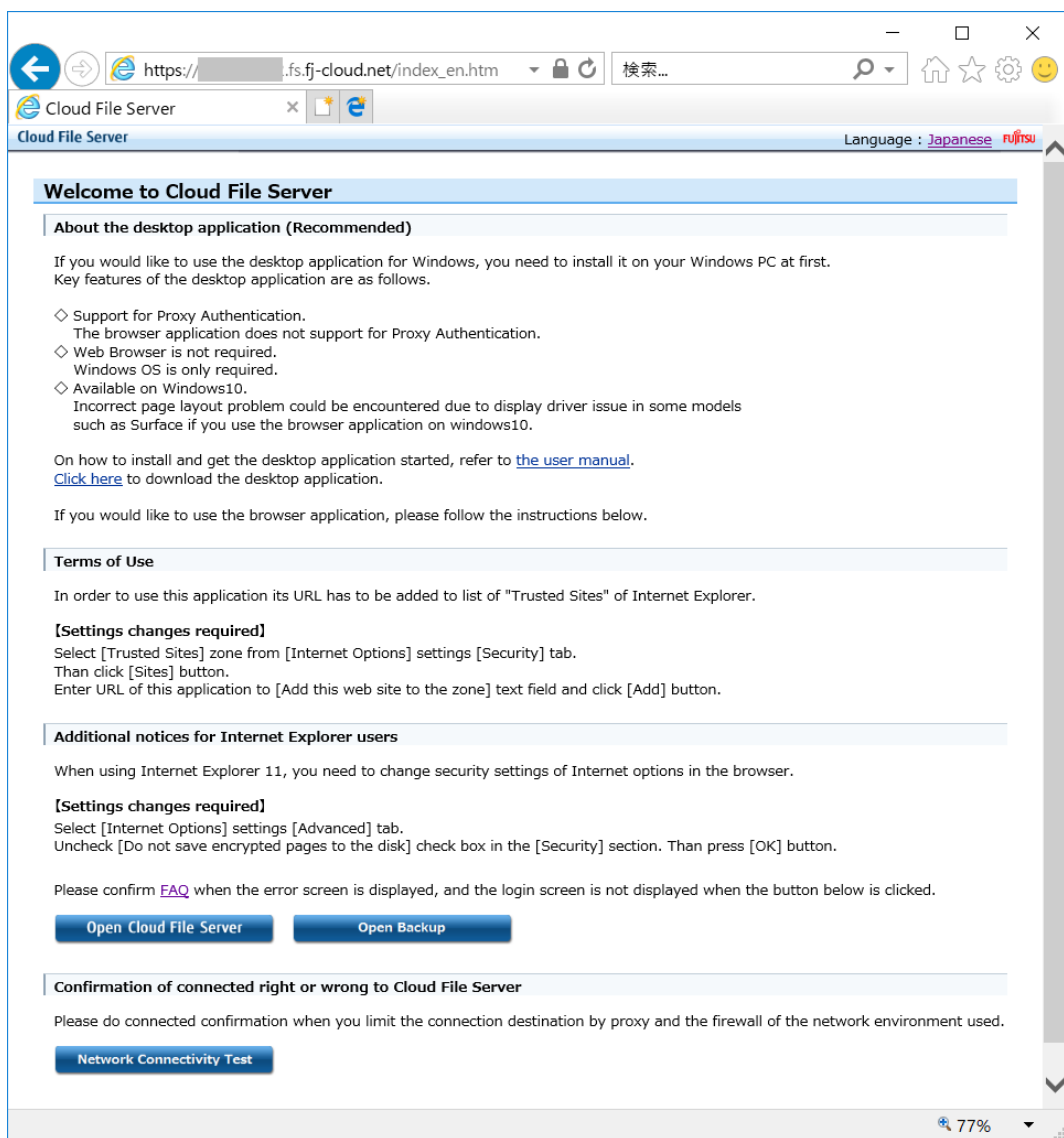 https:// .fs.fj-cloud.net/index_en.htm
検索...
Cloud File Server
Cloud File Server
Language : Japanese FUJITSU
Welcome to Cloud File Server
About the desktop application (Recommended)
If you would like to use the desktop application for Windows, you need to install it on your Windows PC at first.
Key features of the desktop application are as follows.
◇ Support for Proxy Authentication.
The browser application does not support for Proxy Authentication.
◇ Web Browser is not required.
Windows OS is only required.
◇ Available on Windows10.
Incorrect page layout problem could be encountered due to display driver issue in some models
such as Surface if you use the browser application on windows10.
On how to install and get the desktop application started, refer to the user manual.
Click here to download the desktop application.
If you would like to use the browser application, please follow the instructions below.
Terms of Use
In order to use this application its URL has to be added to list of "Trusted Sites" of Internet Explorer.
【Settings changes required】
Select [Trusted Sites] zone from [Internet Options] settings [Security] tab.
Than click [Sites] button.
Enter URL of this application to [Add this web site to the zone] text field and click [Add] button.
Additional notices for Internet Explorer users
When using Internet Explorer 11, you need to change security settings of Internet options in the browser.
【Settings changes required】
Select [Internet Options] settings [Advanced] tab.
Uncheck [Do not save encrypted pages to the disk] check box in the [Security] section. Than press [OK] button.
Please confirm FAQ when the error screen is displayed, and the login screen is not displayed when the button below is clicked.
Open Cloud File Server
Open Backup
Confirmation of connected right or wrong to Cloud File Server
Please do connected confirmation when you limit the connection destination by proxy and the firewall of the network environment used.
Network Connectivity Test
77%